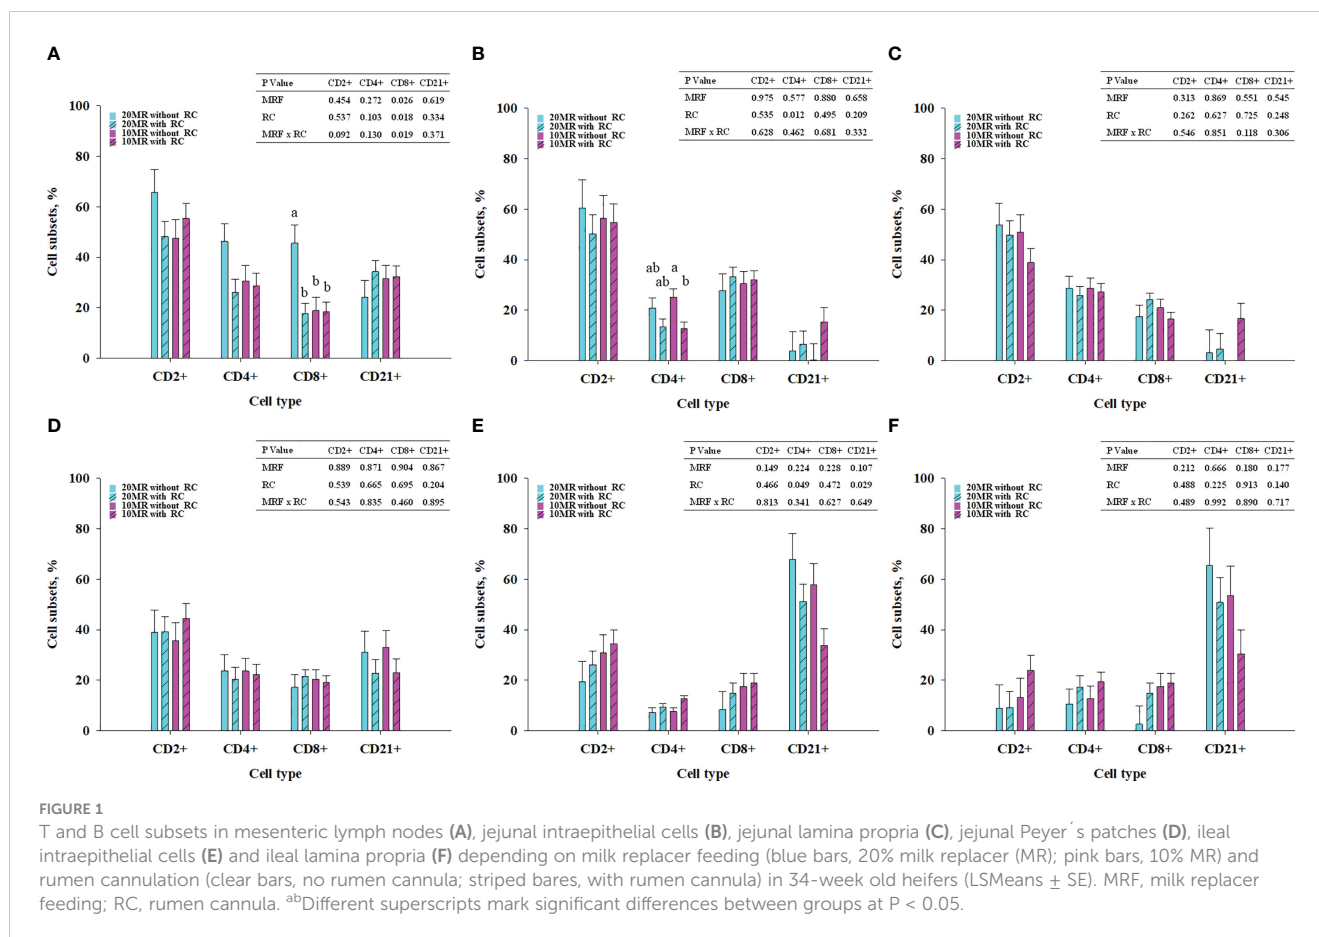 A
P Value CD2+ CD4+ CD8+ CD21+
MRF 0.454 0.272 0.026 0.619
RC 0.537 0.103 0.018 0.334
MRF x RC 0.092 0.130 0.019 0.371
20MR without RC
20MR with RC
10MR without RC
10MR with RC
Cell subsets, %
100
80
60
40
20
0
a
b b b
CD2+ CD4+ CD8+ CD21+
Cell type
B
P Value CD2+ CD4+ CD8+ CD21+
MRF 0.975 0.577 0.880 0.658
RC 0.535 0.012 0.495 0.209
MRF x RC 0.628 0.462 0.681 0.332
20MR without RC
20MR with RC
10MR without RC
10MR with RC
Cell subsets, %
100
80
60
40
20
0
ab a
ab b
CD2+ CD4+ CD8+ CD21+
Cell type
C
P Value CD2+ CD4+ CD8+ CD21+
MRF 0.313 0.869 0.551 0.545
RC 0.262 0.627 0.725 0.248
MRF x RC 0.546 0.851 0.118 0.306
20MR without RC
20MR with RC
10MR without RC
10MR with RC
Cell subsets, %
100
80
60
40
20
0
CD2+ CD4+ CD8+ CD21+
Cell type
D
P Value CD2+ CD4+ CD8+ CD21+
MRF 0.889 0.871 0.904 0.867
RC 0.539 0.665 0.695 0.204
MRF x RC 0.543 0.835 0.460 0.895
20MR without RC
20MR with RC
10MR without RC
10MR with RC
Cell subsets, %
100
80
60
40
20
0
CD2+ CD4+ CD8+ CD21+
Cell type
E
P Value CD2+ CD4+ CD8+ CD21+
MRF 0.149 0.224 0.228 0.107
RC 0.466 0.049 0.472 0.029
MRF x RC 0.813 0.341 0.627 0.649
20MR without RC
20MR with RC
10MR without RC
10MR with RC
Cell subsets, %
100
80
60
40
20
0
CD2+ CD4+ CD8+ CD21+
Cell type
F
P Value CD2+ CD4+ CD8+ CD21+
MRF 0.212 0.666 0.180 0.177
RC 0.488 0.225 0.913 0.140
MRF x RC 0.489 0.992 0.890 0.717
20MR without RC
20MR with RC
10MR without RC
10MR with RC
Cell subsets, %
100
80
60
40
20
0
CD2+ CD4+ CD8+ CD21+
Cell type
FIGURE 1
T and B cell subsets in mesenteric lymph nodes (A), jejunal intraepithelial cells (B), jejunal lamina propria (C), jejunal Peyer´s patches (D), ileal
intraepithelial cells (E) and ileal lamina propria (F) depending on milk replacer feeding (blue bars, 20% milk replacer (MR); pink bars, 10% MR) and
rumen cannulation (clear bars, no rumen cannula; striped bares, with rumen cannula) in 34-week old heifers (LSMeans ± SE). MRF, milk replacer
feeding; RC, rumen cannula. abDifferent superscripts mark significant differences between groups at P < 0.05.